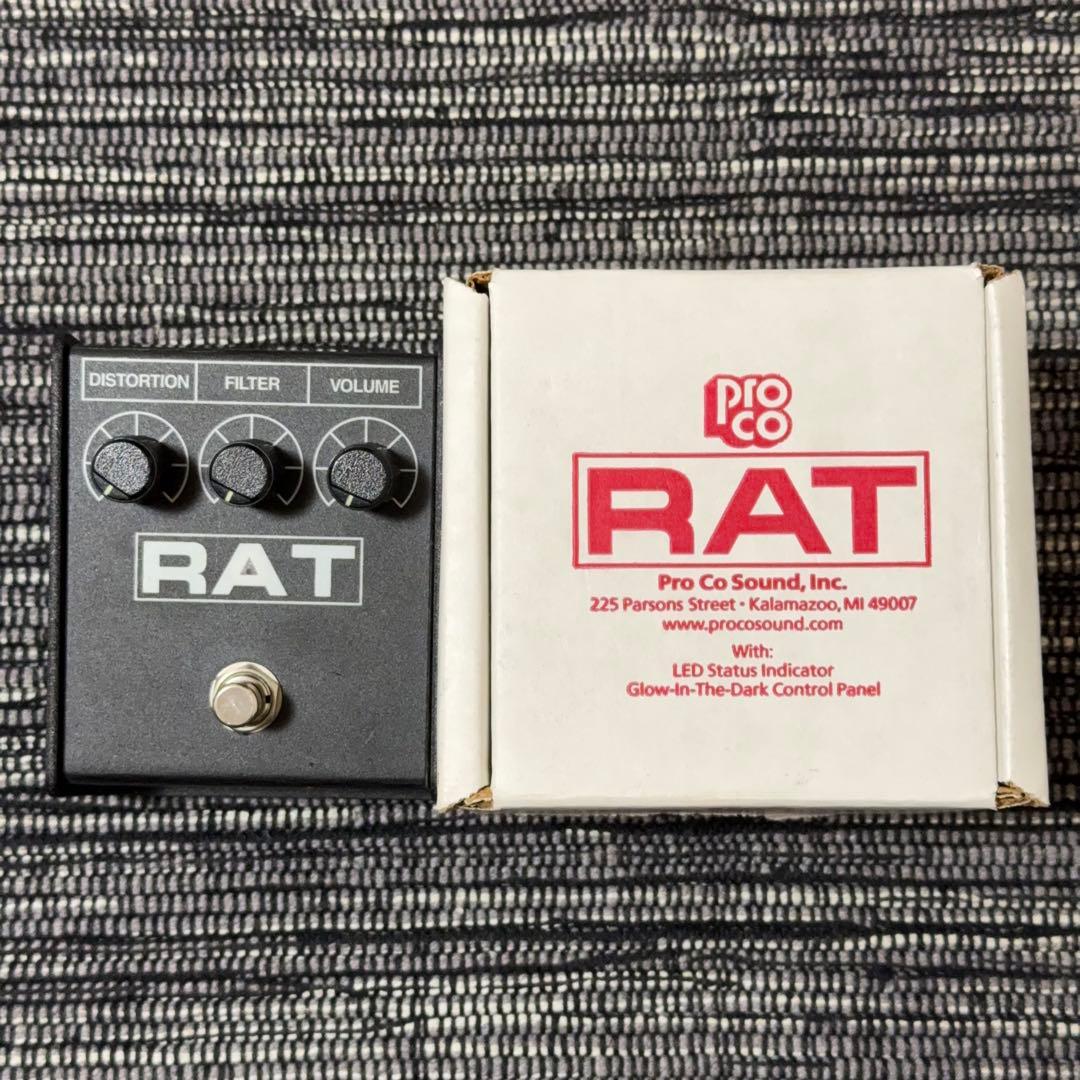 DISTORTION FILTER VOLUME
RAT
pro
co
RAT
Pro Co Sound, Inc.
225 Parsons Street • Kalamazoo, MI 49007
www.procosound.com
With:
LED Status Indicator
Glow-In-The-Dark Control Panel